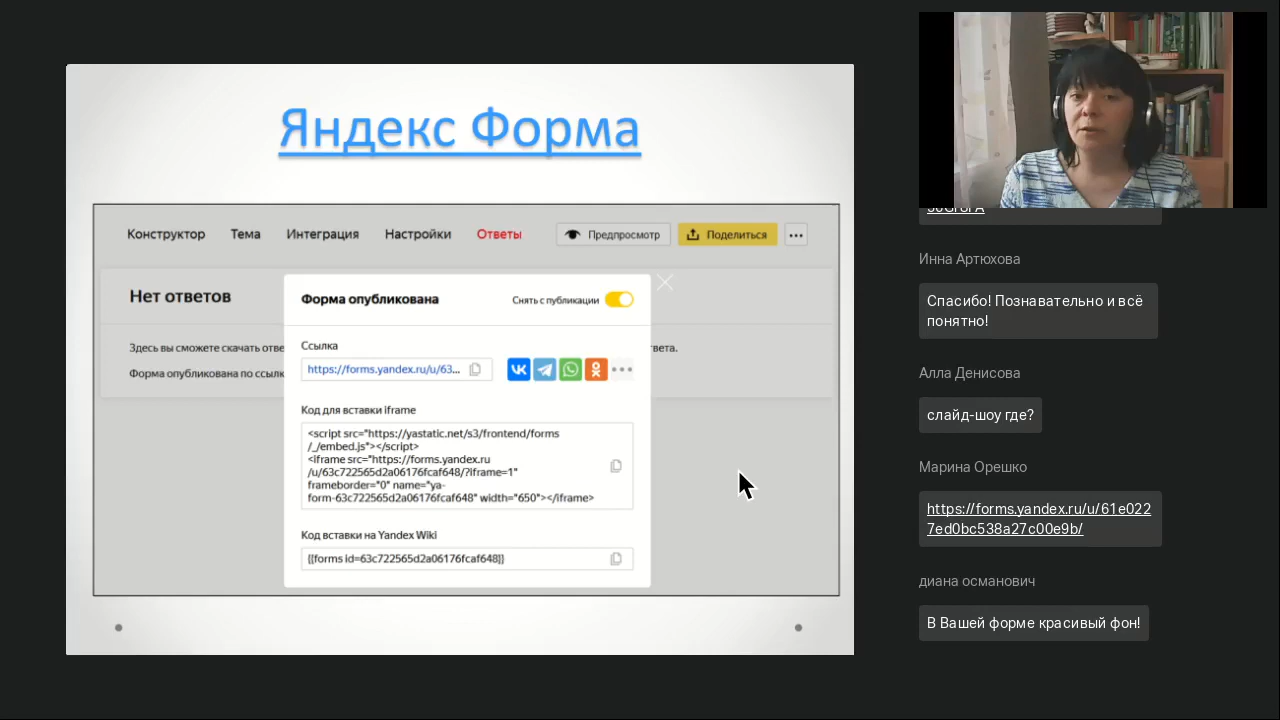 Яндекс Форма
Конструктор Тема Интеграция Настройки Ответы Предпросмотр Поделиться
Нет ответов
Форма опубликована
Снять с публикации
Здесь вы сможете скачать отве
твета.
Форма опубликована по ссылк
Ссылка
https://forms.yandex.ru/u/63...
Код для вставки iframe
<script src="https://yastatic.net/s3/frontend/forms
/_/embed.js"></script>
<iframe src="https://forms.yandex.ru
/u/63c722565d2a06176fcaf648/?iframe=1"
frameborder="0" name="ya-
form-63c722565d2a06176fcaf648" width="650"></iframe>
Код вставки на Yandex Wiki
{{forms id=63c722565d2a06176fcaf648}}
Инна Артюхова
Спасибо! Познавательно и всё
понятно!
Алла Денисова
слайд-шоу где?
Марина Орешко
https://forms.yandex.ru/u/61e022
7ed0bc538a27c00e9b/
диана османович
В Вашей форме красивый фон!